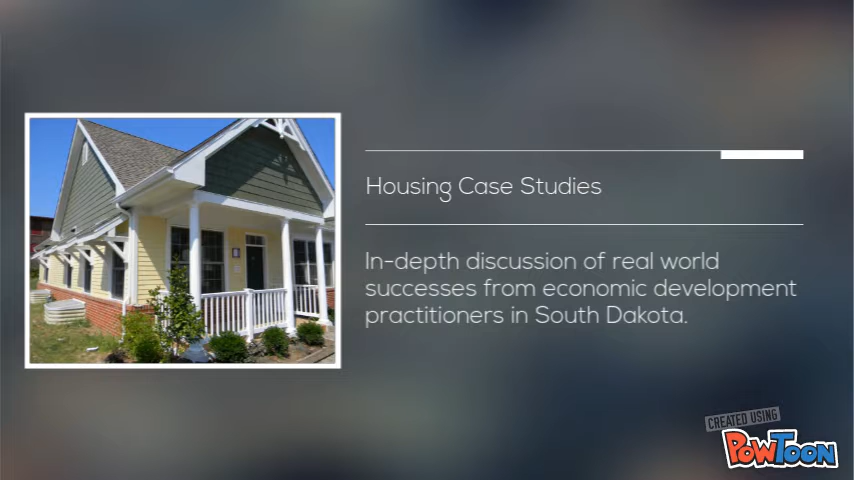 Housing Case Studies
In-depth discussion of real world
successes from economic development
practitioners in South Dakota.
CREATED USING
POWTOON